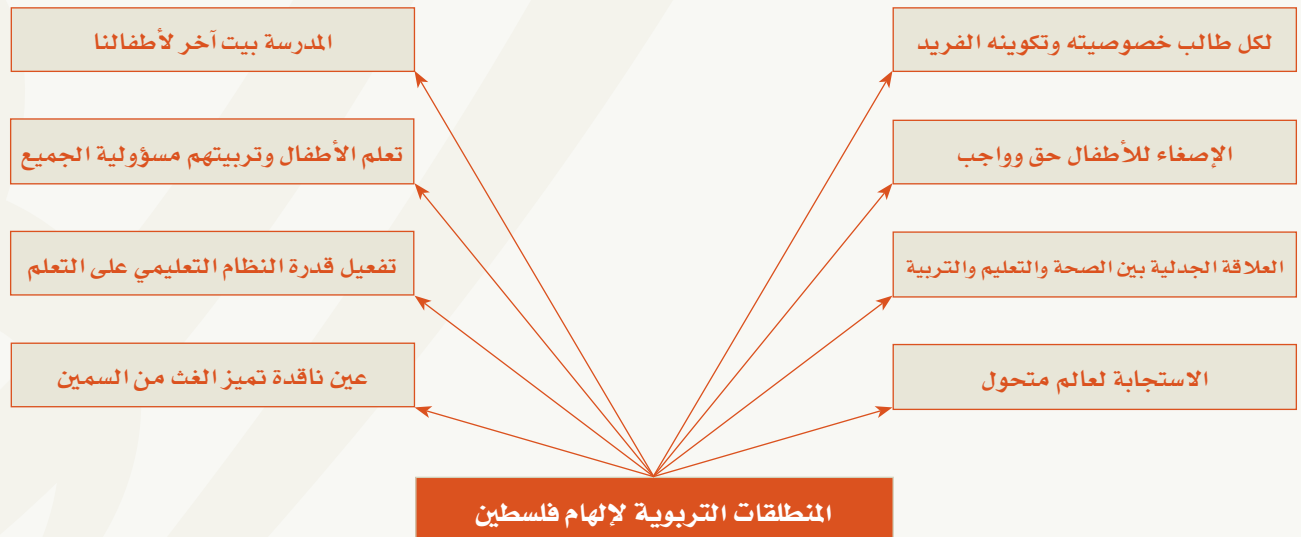 لكل طالب خصوصيته وتكوينه الفريد
المدرسة بيت آخر لأطفالنا
الإصغاء للأطفال حق وواجب
تعلم الأطفال وتربيتهم مسؤولية الجميع
العلاقة الجدلية بين الصحة والتعليم والتربية
تفعيل قدرة النظام التعليمي على التعلم
الاستجابة لعالم متحول
عين ناقدة تميز الغث من السمين
المنطلقات التربوية لإلهام فلسطين